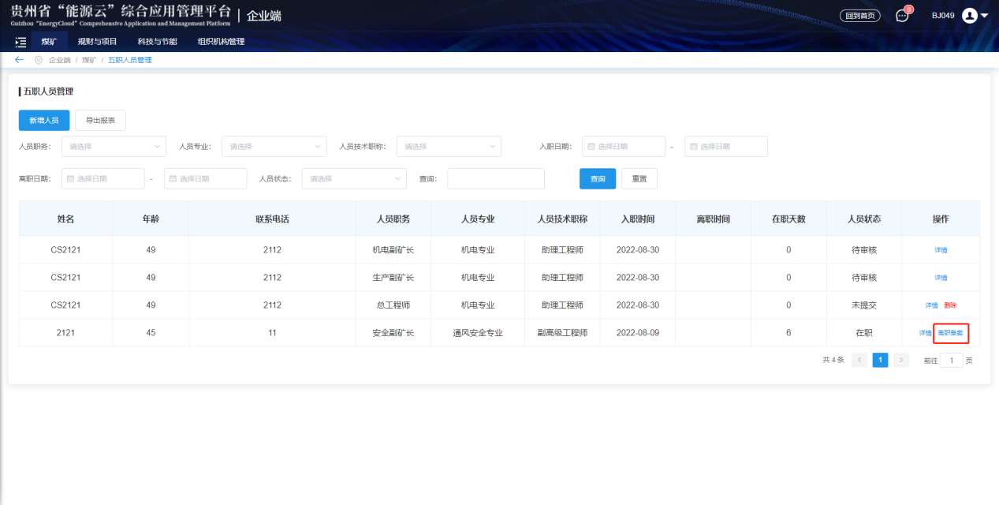 贵州省“能源云”综合应用管理平台 | 企业端
Guizhou "EnergyCloud" Comprehensive Application and Management Platform
回到首页 0 BJ049
煤矿 规财与项目 科技与节能 组织机构管理
企业端 / 煤矿 / 五职人员管理
五职人员管理
新增人员 导出报表
人员职务: 请选择 人员专业: 请选择 人员技术职称: 请选择 入职日期: 选择日期 - 选择日期
离职日期: 选择日期 - 选择日期 人员状态: 请选择 查询: 查询 重置
姓名 年龄 联系电话 人员职务 人员专业 人员技术职称 入职时间 离职时间 在职天数 人员状态 操作
CS2121 49 2112 机电副矿长 机电专业 助理工程师 2022-08-30 0 待审核 详情
CS2121 49 2112 生产副矿长 机电专业 助理工程师 2022-08-30 0 待审核 详情
CS2121 49 2112 总工程师 机电专业 助理工程师 2022-08-30 0 未提交 详情 删除
2121 45 11 安全副矿长 通风安全专业 副高级工程师 2022-08-09 6 在职 详情 离职备案
共 4 条 < 1 > 前往 1 页